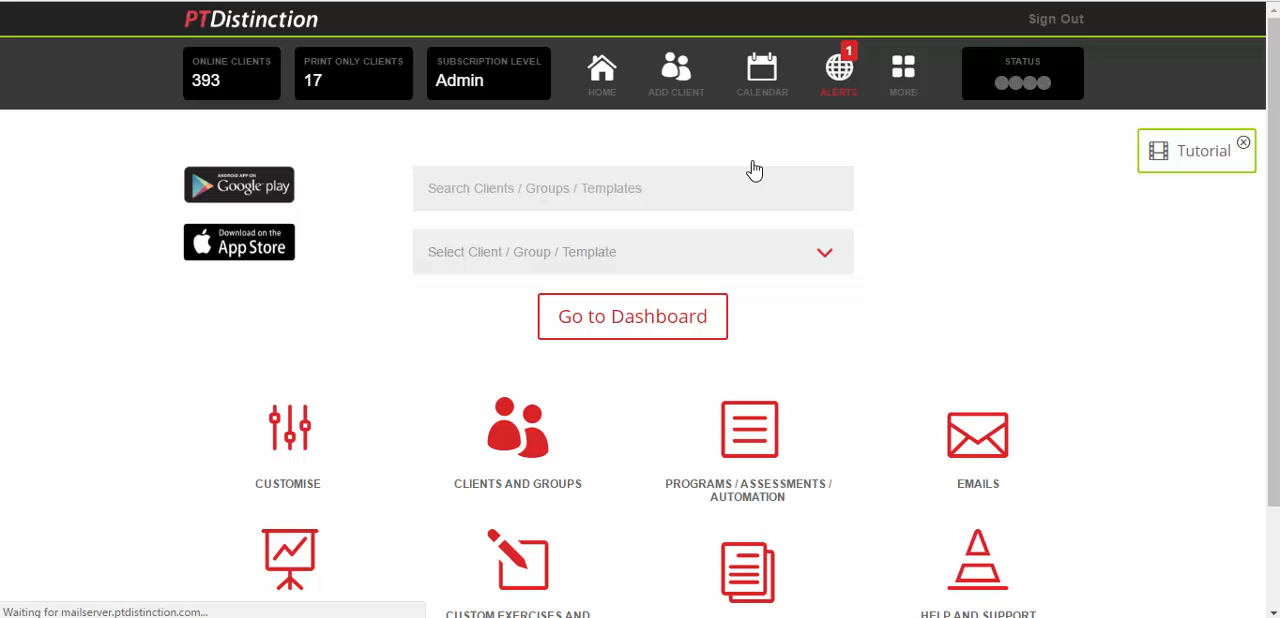 PTDistinction
Sign Out
ONLINE CLIENTS
393
PRINT ONLY CLIENTS
17
SUBSCRIPTION LEVEL
Admin
HOME
ADD CLIENT
CALENDAR
1
ALERTS
MORE
STATUS
Tutorial
ANDROID APP ON
Google play
Download on the
App Store
Search Clients / Groups / Templates
Select Client / Group / Template
Go to Dashboard
CUSTOMISE
CLIENTS AND GROUPS
PROGRAMS / ASSESSMENTS /
AUTOMATION
EMAILS
CUSTOM EXERCISES AND
HELP AND SUPPORT
Waiting for mailserver.ptdistinction.com...